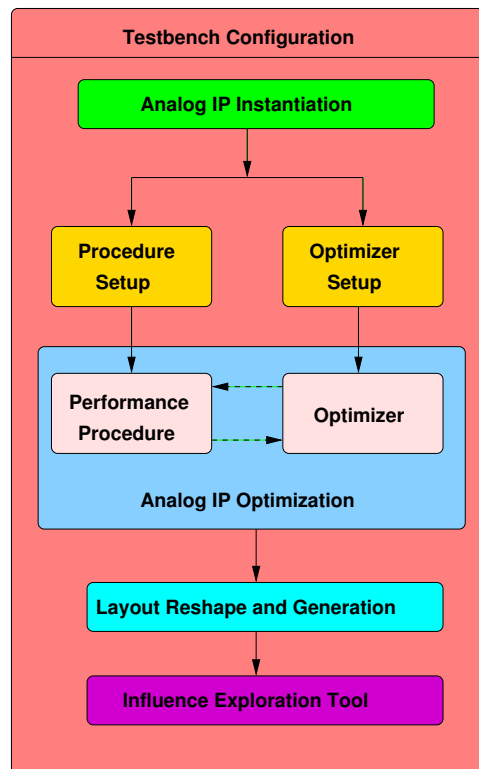 Testbench Configuration
Analog IP Instantiation
Procedure
Setup
Optimizer
Setup
Performance
Procedure
Optimizer
Analog IP Optimization
Layout Reshape and Generation
Influence Exploration Tool